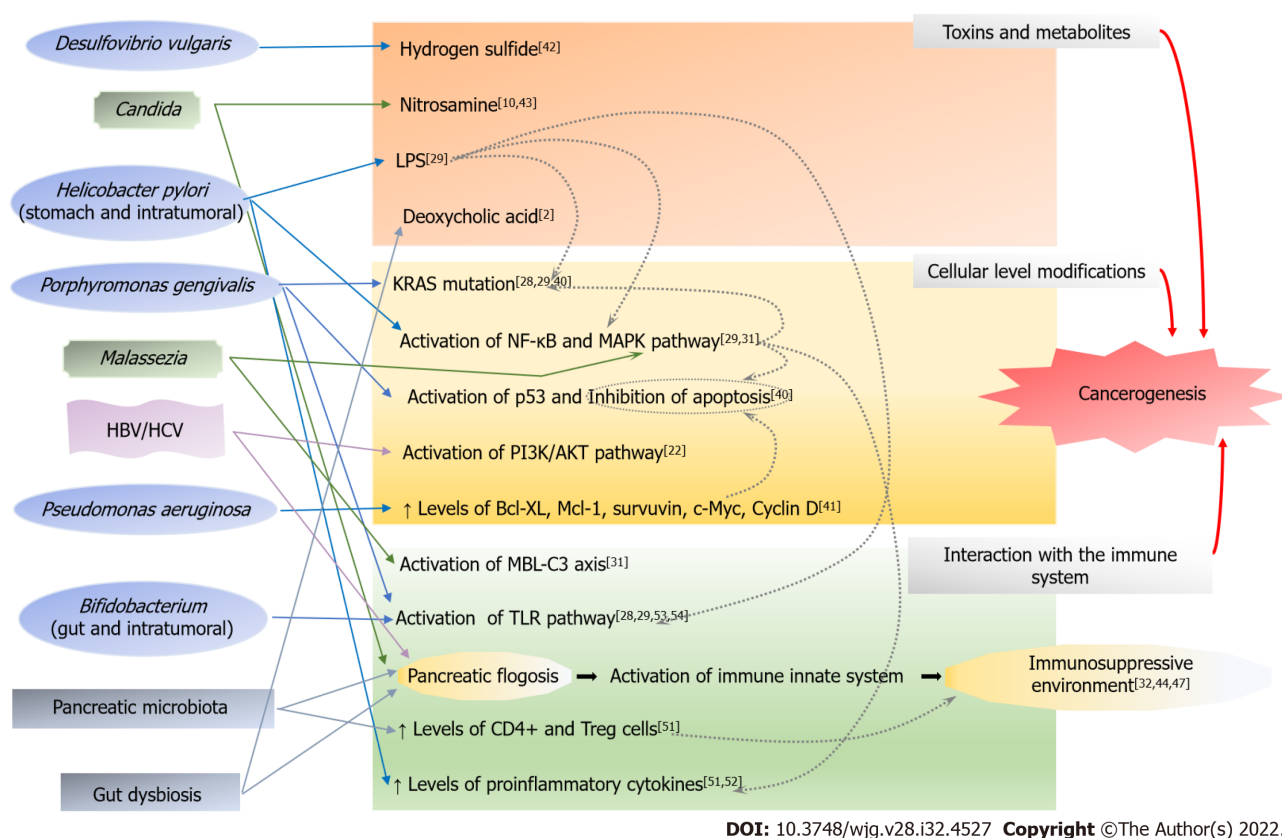 Desulfovibrio vulgaris
Candida
Helicobacter pylori
(stomach and intratumoral)
Porphyromonas gengivalis
Malassezia
HBV/HCV
Pseudomonas aeruginosa
Bifidobacterium
(gut and intratumoral)
Pancreatic microbiota
Gut dysbiosis
Hydrogen sulfide[42]
Nitrosamine[10,43]
LPS[29]
Deoxycholic acid[2]
KRAS mutation[28,29,40]
Activation of NF-κB and MAPK pathway[29,31]
Activation of p53 and Inhibition of apoptosis[40]
Activation of PI3K/AKT pathway[22]
↑ Levels of Bcl-XL, Mcl-1, survuvin, c-Myc, Cyclin D[41]
Activation of MBL-C3 axis[31]
Activation of TLR pathway[28,29,53,54]
Pancreatic flogosis
Activation of immune innate system
Immunosuppressive
environment[32,44,47]
↑ Levels of CD4+ and Treg cells[51]
↑ Levels of proinflammatory cytokines[51,52]
Toxins and metabolites
Cellular level modifications
Cancerogenesis
Interaction with the immune
system
DOI: 10.3748/wjg.v28.i32.4527 Copyright ©The Author(s) 2022.